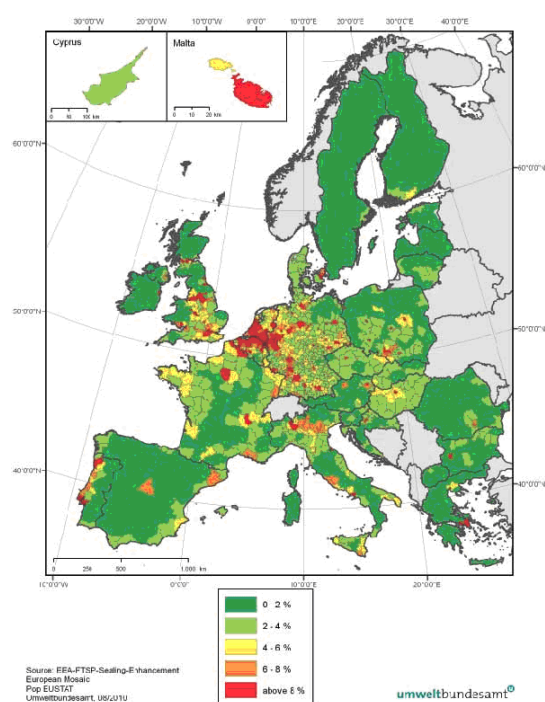 30°0'0"W 20°0'0"W 10°0'0"W 0°0'0" 10°0'0"E 20°0'0"E 30°0'0"E 40°0'0"E
Cyprus
Malta
0 50 100 km
0 10 20 km
60°0'0"N
60°0'0"N
50°0'0"N
50°0'0"N
40°0'0"N
40°0'0"N
0 250 500 1.000 km
10°0'0"W 0°0'0" 10°0'0"E 20°0'0"E
0 - 2 %
2 - 4 %
4 - 6 %
6 - 8 %
above 8 %
Source: EEA-FTSP-Sealing-Enhancement
European Mosaic
Pop EUSTAT
Umweltbundesamt, 08/2010
umweltbundesamt